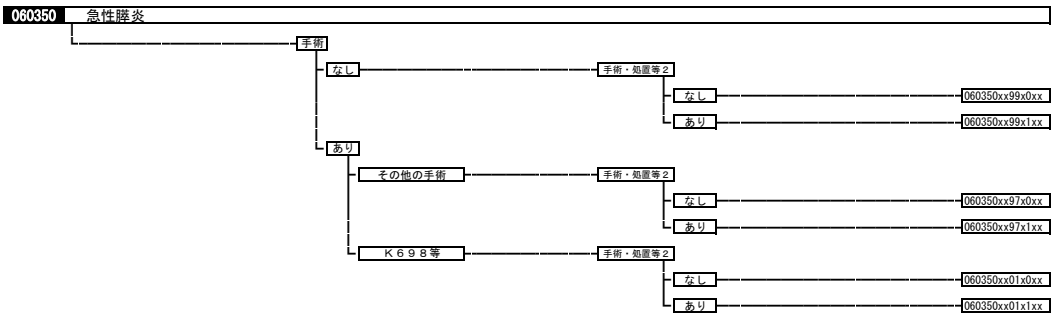 060350 急性膵炎
手術
なし 手術・処置等２
なし 060350xx99x0xx
あり 060350xx99x1xx
あり
その他の手術 手術・処置等２
なし 060350xx97x0xx
あり 060350xx97x1xx
Ｋ６９８等 手術・処置等２
なし 060350xx01x0xx
あり 060350xx01x1xx